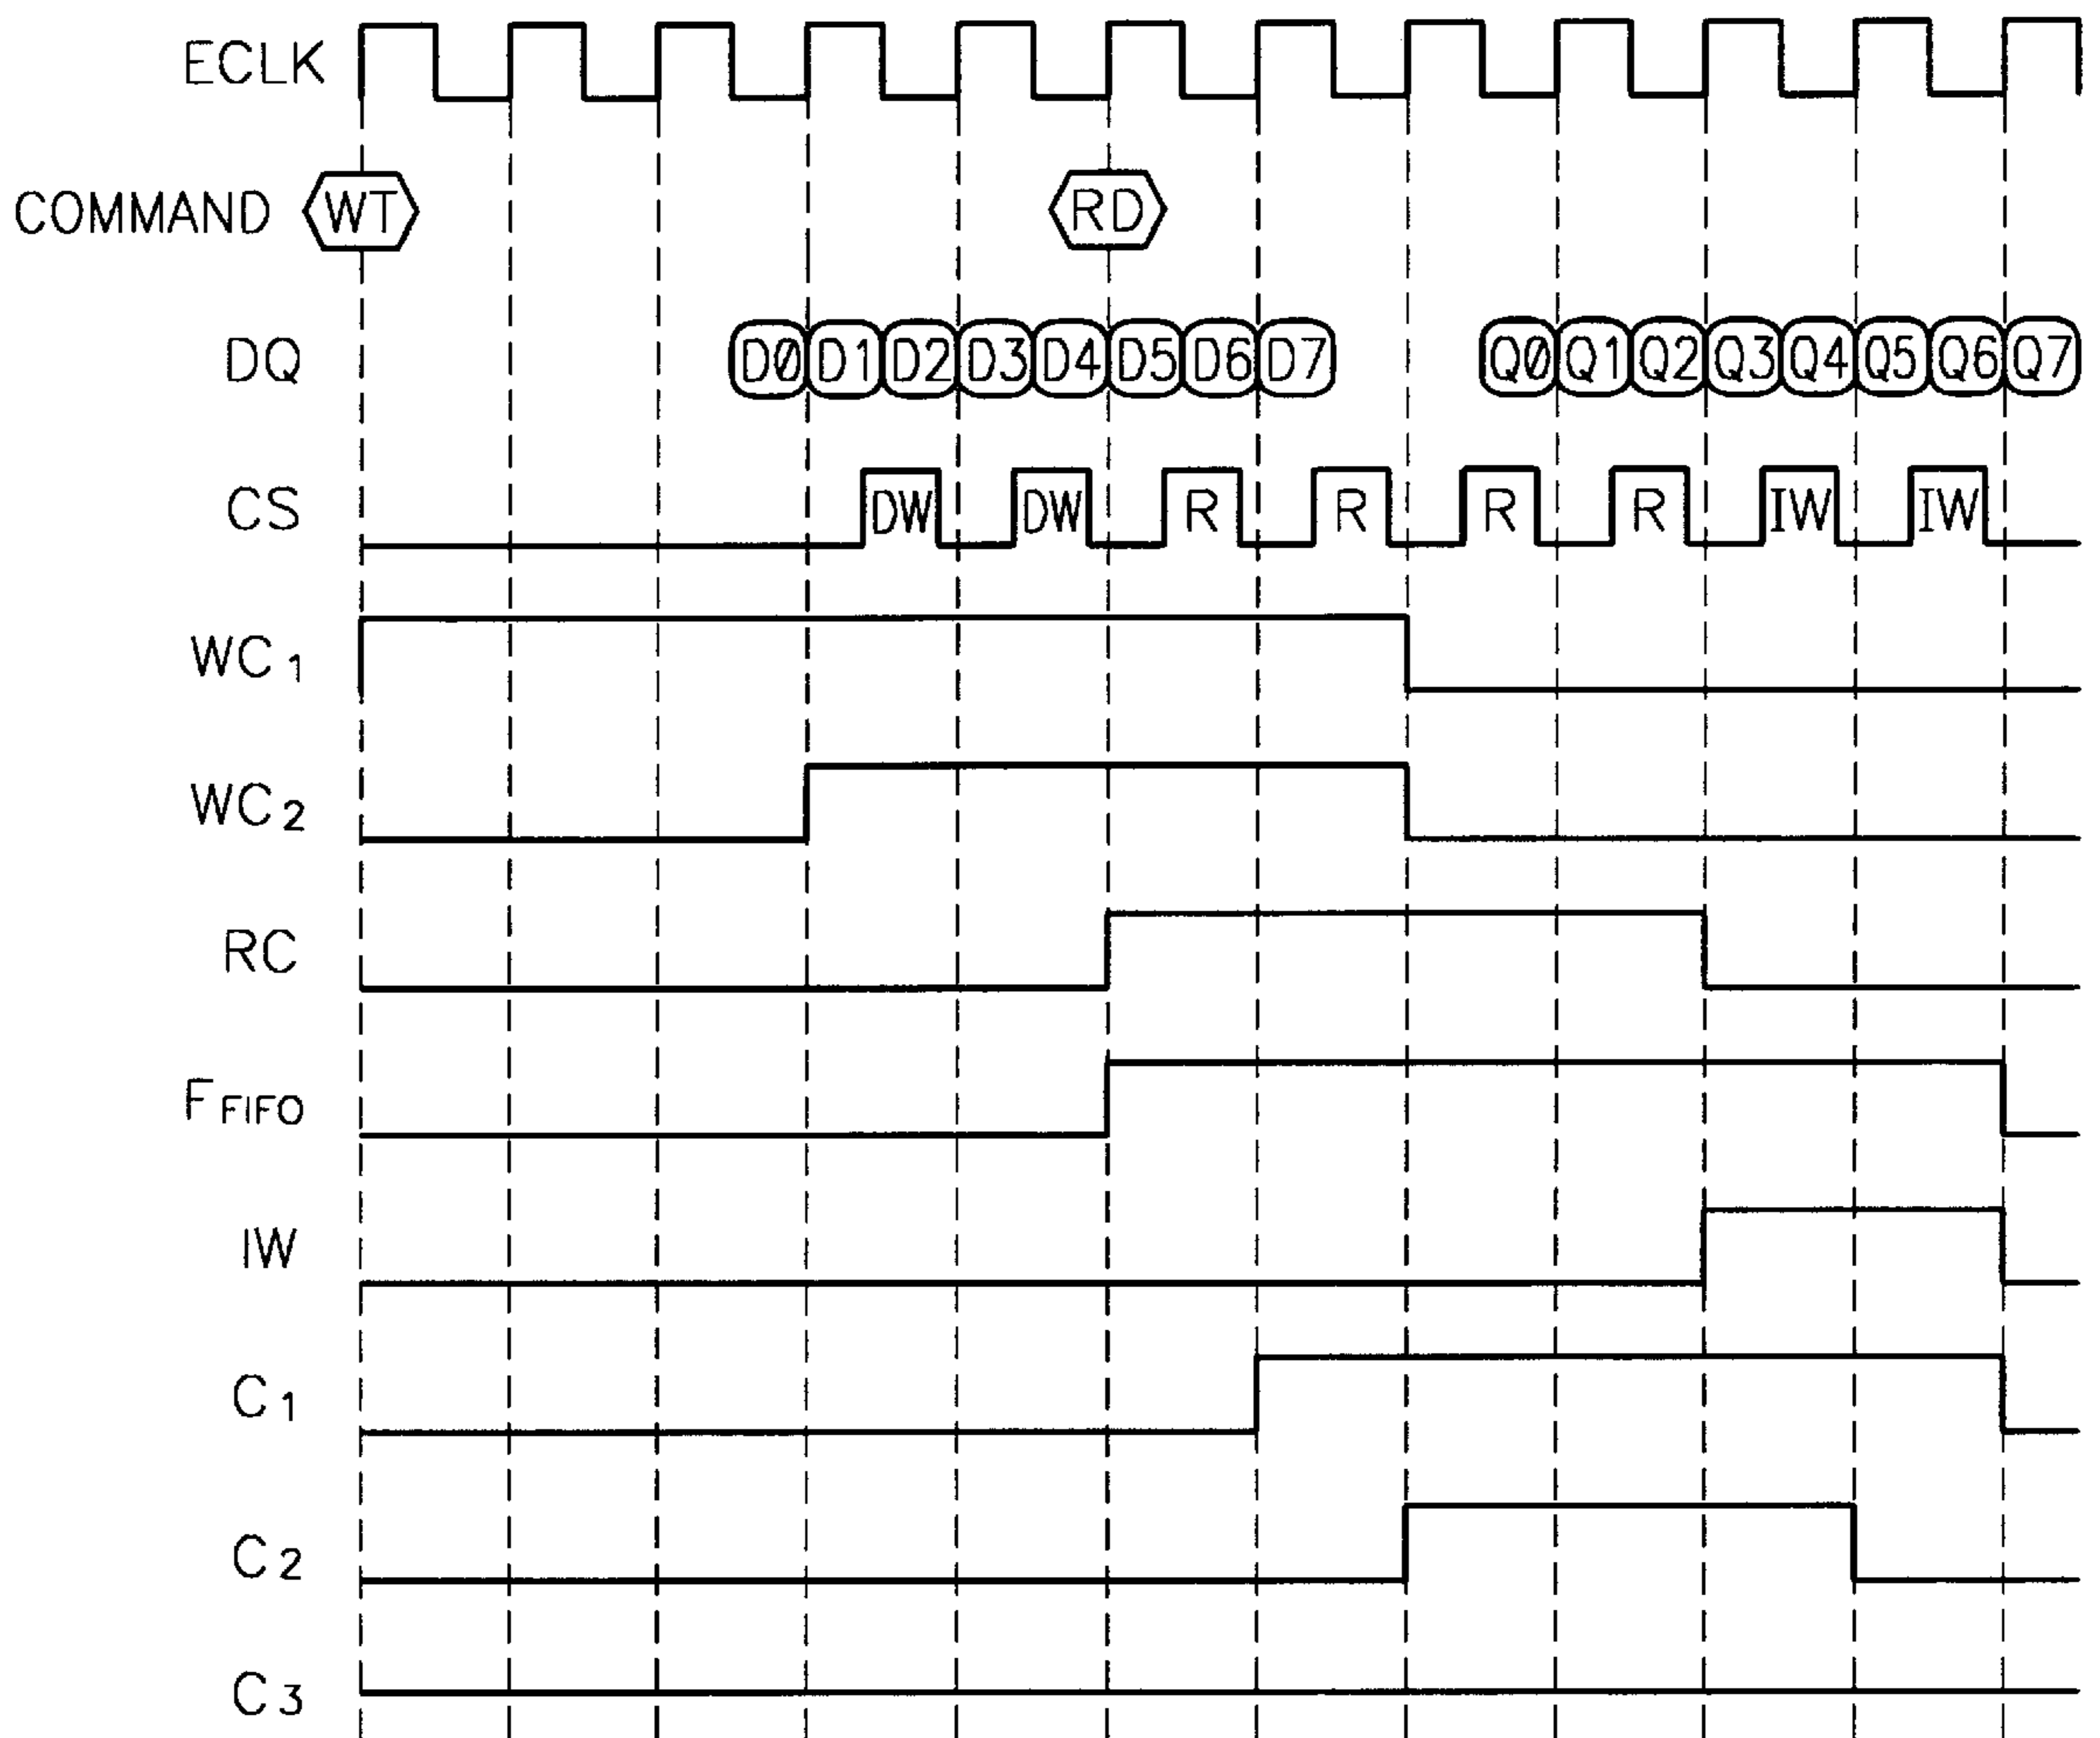 ECLK
COMMAND WT RD
DQ D0 D1 D2 D3 D4 D5 D6 D7 Q0 Q1 Q2 Q3 Q4 Q5 Q6 Q7
CS DW DW R R R R IW IW
WC1
WC2
RC
FFIFO
IW
C1
C2
C3